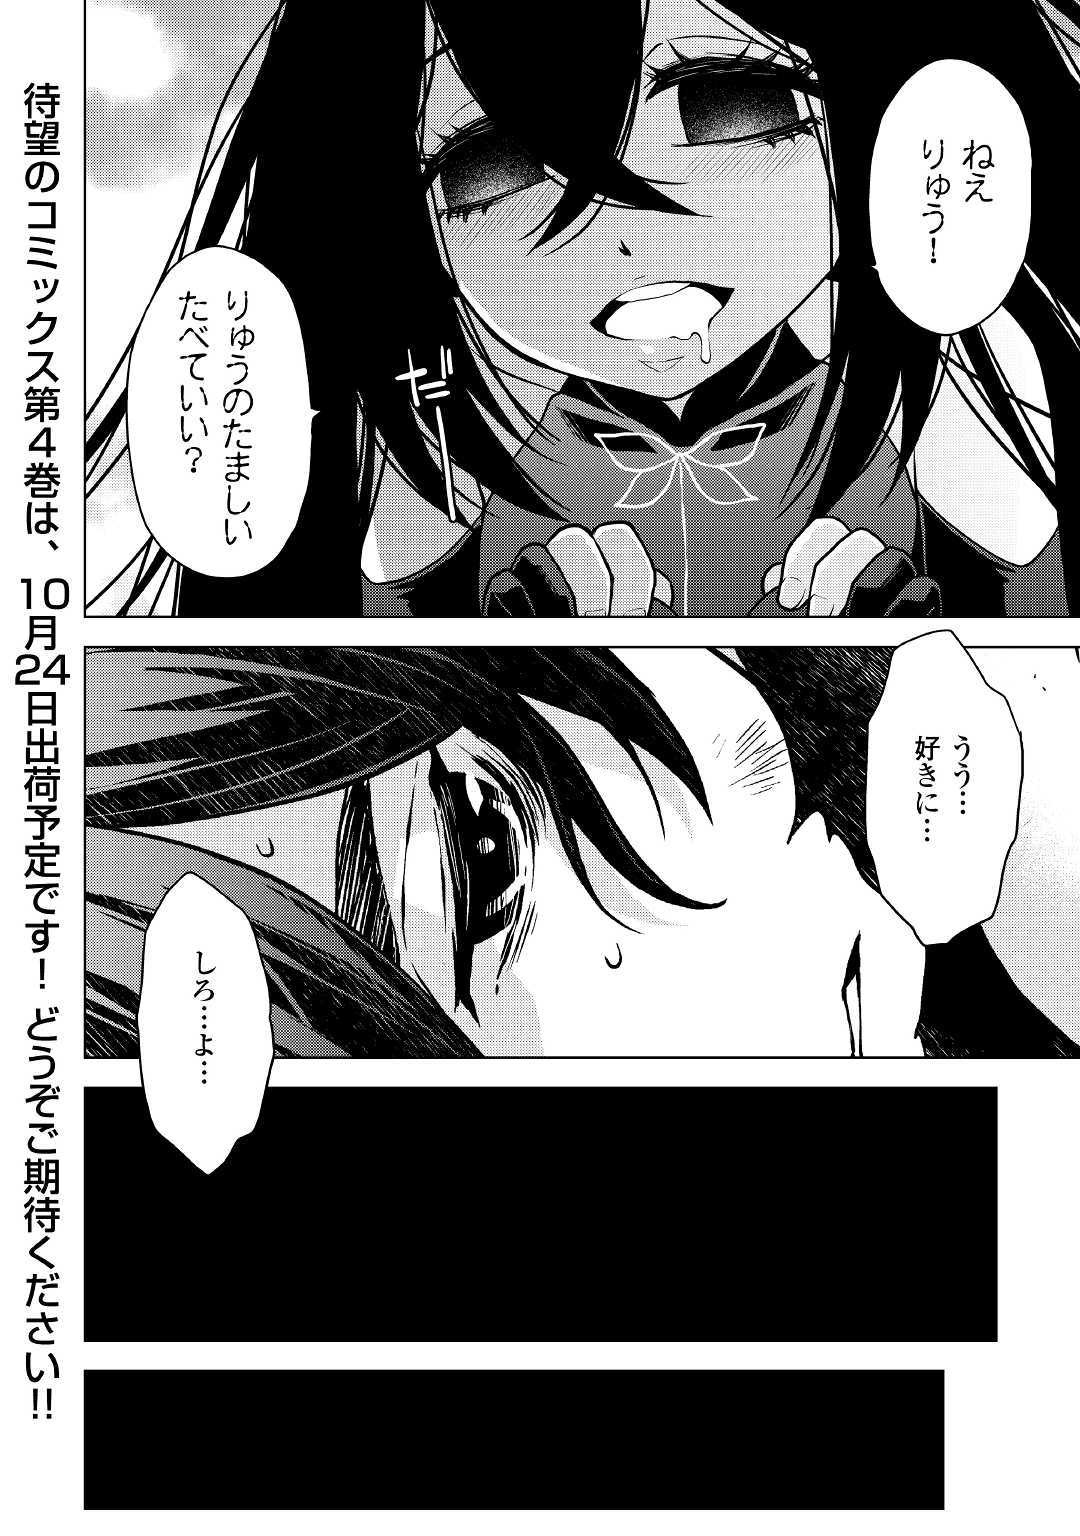 ねえ
りゅう！
りゅうのたましい
たべていい？
キーー
うう…
好きに…
しろ…よ…
待望のコミックス第４巻は、10月24日出荷予定です！どうぞご期待ください!!